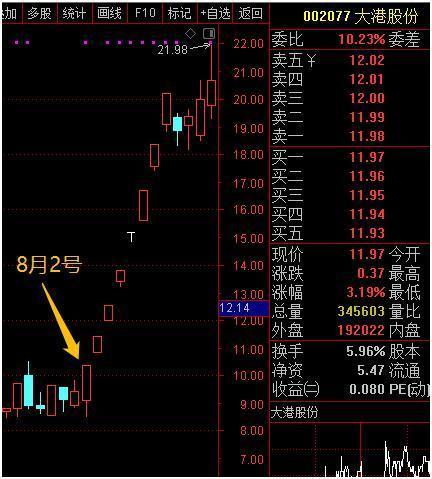 叠加 多股 统计 画线 F10 标记 +自选 返回
002077 大港股份
委比 10.23% 委差
卖五￥ 12.02
卖四 12.01
卖三 12.00
卖二 11.99
卖一 11.98
买一 11.97
买二 11.96
买三 11.95
买四 11.94
买五 11.93
现价 11.97 今开
涨跌 0.37 最高
涨幅 3.19% 最低
总量 345603 量比
外盘 192022 内盘
换手 5.96% 股本
净资 5.47 流通
收益㈡ 0.080 PE(动)
大港股份
21.98
8月2号
22.00
21.00
20.00
19.00
18.00
17.00
16.00
15.00
14.00
13.00
12.14
11.00
10.00
9.00
8.00
7.00
6.00